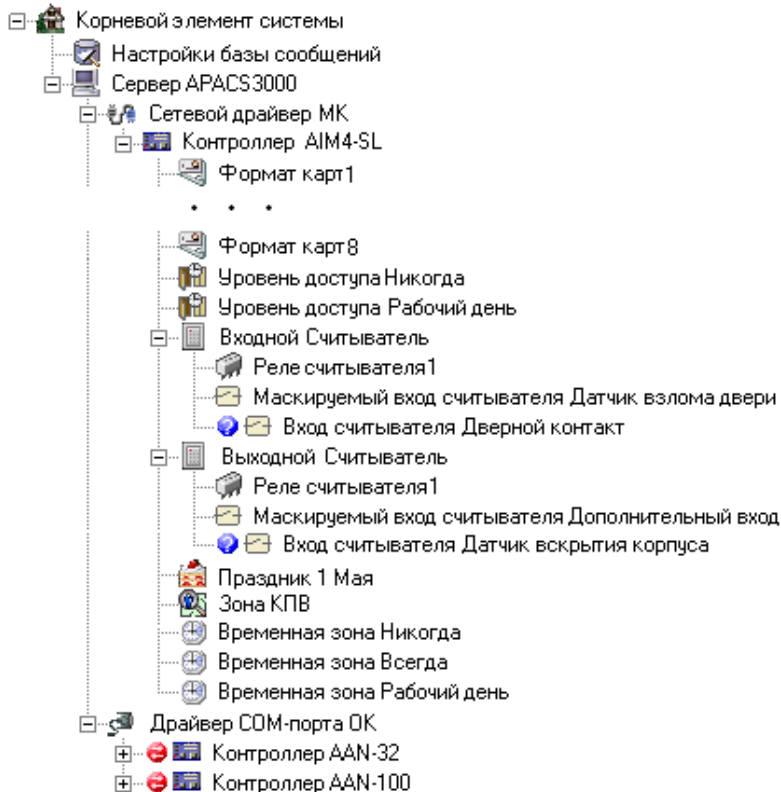 Корневой элемент системы
Настройки базы сообщений
Сервер APACS3000
Сетевой драйвер МК
Контроллер AIM4-SL
Формат карт1
. . .
Формат карт8
Уровень доступа Никогда
Уровень доступа Рабочий день
Входной Считыватель
Реле считывателя1
Маскируемый вход считывателя Датчик взлома двери
Вход считывателя Дверной контакт
Выходной Считыватель
Реле считывателя1
Маскируемый вход считывателя Дополнительный вход
Вход считывателя Датчик вскрытия корпуса
Праздник 1 Мая
Зона КПВ
Временная зона Никогда
Временная зона Всегда
Временная зона Рабочий день
Драйвер COM-порта OK
Контроллер AAN-32
Контроллер AAN-100